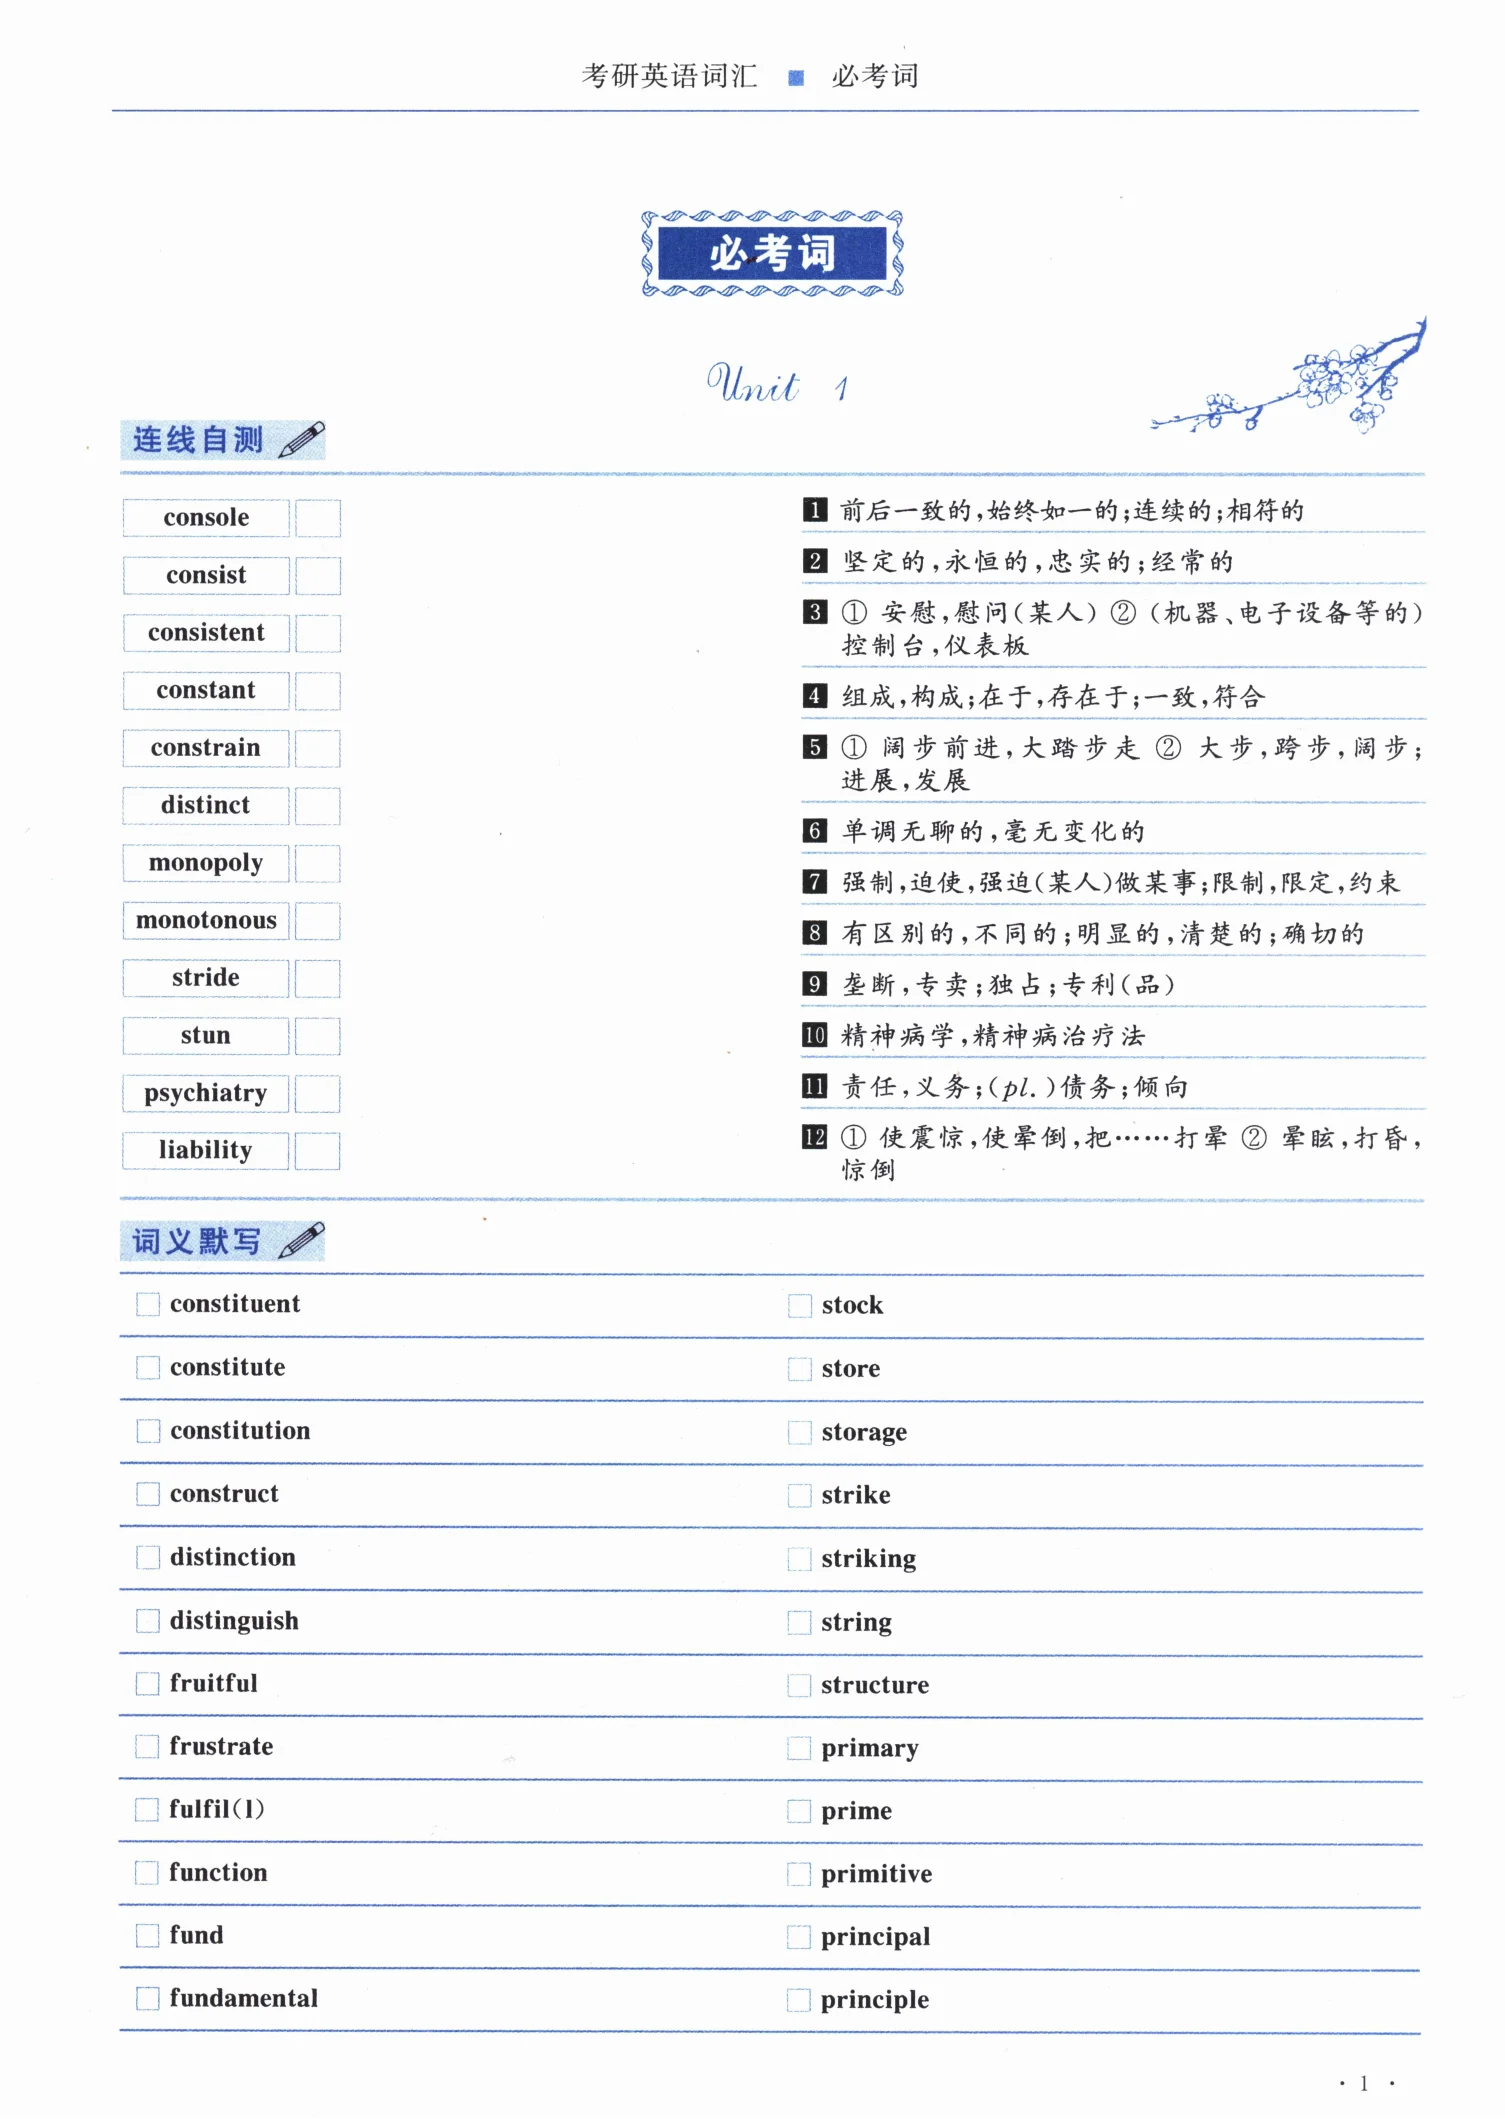 考研英语词汇 ■ 必考词
必考词
Unit 1
连线自测
console
consist
consistent
constant
constrain
distinct
monopoly
monotonous
stride
stun
psychiatry
liability
1 前后一致的,始终如一的;连续的;相符的
2 坚定的,永恒的,忠实的;经常的
3 ① 安慰,慰问(某人) ② (机器、电子设备等的)
控制台,仪表板
4 组成,构成;在于,存在于;一致,符合
5 ① 阔步前进,大踏步走 ② 大步,跨步,阔步;
进展,发展
6 单调无聊的,毫无变化的
7 强制,迫使,强迫(某人)做某事;限制,限定,约束
8 有区别的,不同的;明显的,清楚的;确切的
9 垄断,专卖;独占;专利(品)
10 精神病学,精神病治疗法
11 责任,义务;(pl.)债务;倾向
12 ① 使震惊,使晕倒,把……打晕 ② 晕眩,打昏,
惊倒
词义默写
constituent
constitute
constitution
construct
distinction
distinguish
fruitful
frustrate
fulfil(l)
function
fund
fundamental
stock
store
storage
strike
striking
string
structure
primary
prime
primitive
principal
principle
· 1 ·